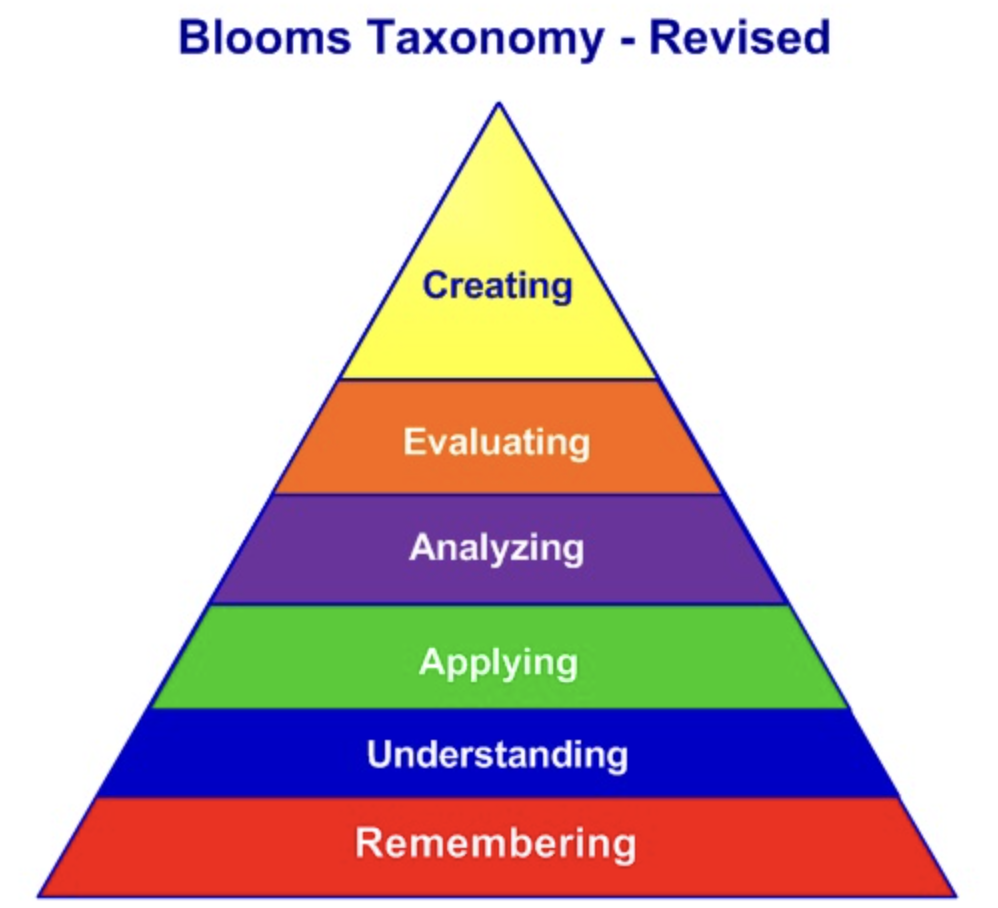 Blooms Taxonomy - Revised
Creating
Evaluating
Analyzing
Applying
Understanding
Remembering